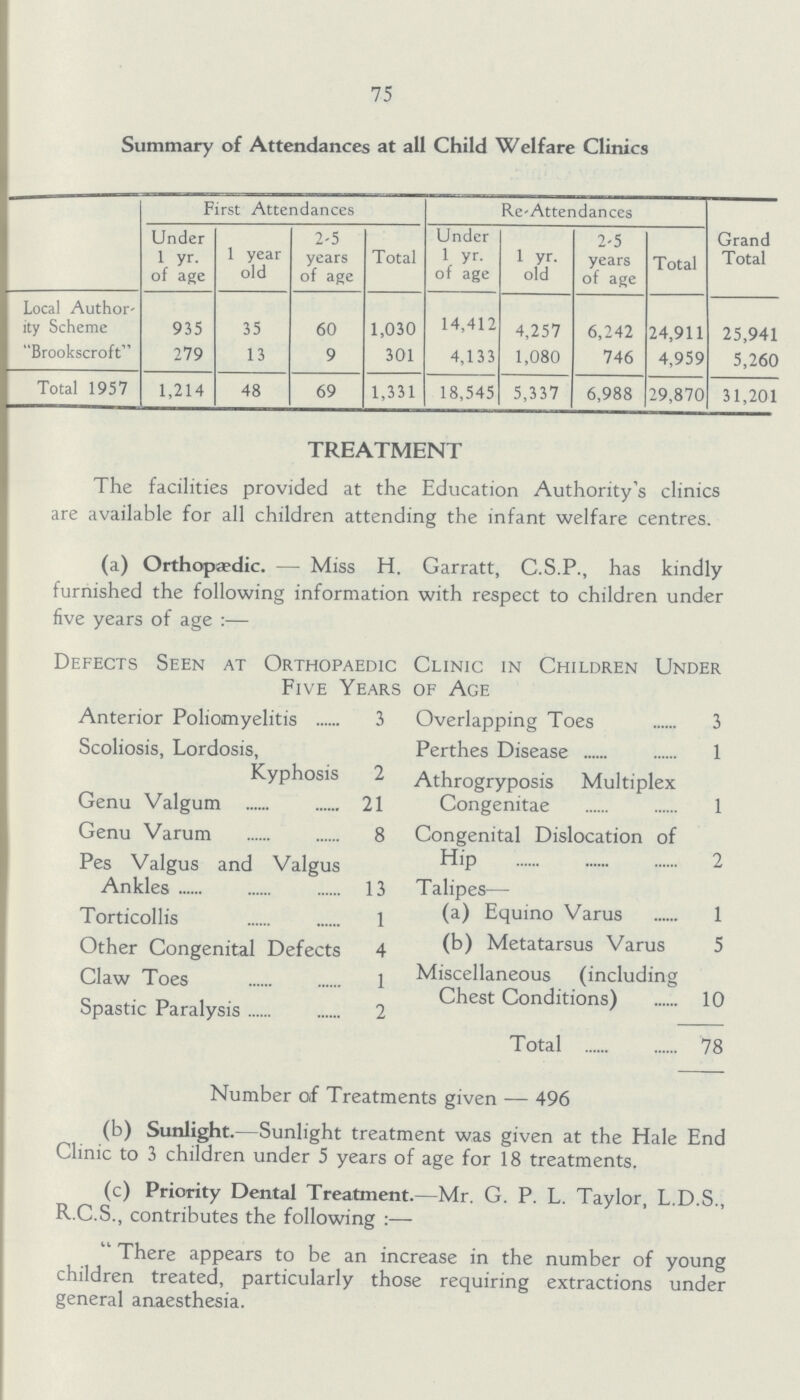 75
Summary of Attendances at all Child Welfare Clinics
First Attendances Re-Attendances Grand Total
Under 1 yr. of age 1 year old 2-5 years of age Total Under 1 yr. of age 1 yr. old 2-5 years of age Total
Local Author-
ity Scheme 935 35 60 1,030 14,412 4,257 6,242 24,911 25,941
"Brookscroft" 279 13 9 301 4,133 1,080 746 4,959 5,260
Total 1957 1,214 48 69 1,331 18,545 5,337 6,988 29,870 31,201
TREATMENT
The facilities provided at the Education Authority's clinics
are available for all children attending the infant welfare centres.
(a) Orthopædic. — Miss H. Garratt, C.S.P., has kindly
furnished the following information with respect to children under
five years of age :—
Defects Seen at Orthopaedic Clinic in Children Under
Five Years of Age
Anterior Poliomyelitis ...... 3
Scoliosis, Lordosis,
Kyphosis 2
Genu Valgum ...... ...... 21
Genu Varum ...... ...... 8
Pes Valgus and Valgus
Ankles ...... ...... ...... 13
Torticollis ...... ...... 1
Other Congenital Defects 4
Claw Toes ...... ...... 1
Spastic Paralysis ...... ...... 2
Overlapping Toes ...... 3
Perthes Disease ...... ...... 1
Athrogryposis Multiplex
Congenitae ...... ...... 1
Congenital Dislocation of
Hip ...... ...... ...... 2
Talipes—
(a) Equino Varus ...... 1
(b) Metatarsus Varus 5
Miscellaneous (including
Chest Conditions) ...... 10
Total ...... ...... 78
Number of Treatments given — 496
(b) Sunlight.—Sunlight treatment was given at the Hale End
Clinic to 3 children under 5 years of age for 18 treatments.
(c) Priority Dental Treatment.—Mr. G. P. L. Taylor, L.D.S.,
R.C.S., contributes the following :—
"There appears to be an increase in the number of young
children treated, particularly those requiring extractions under
general anaesthesia.